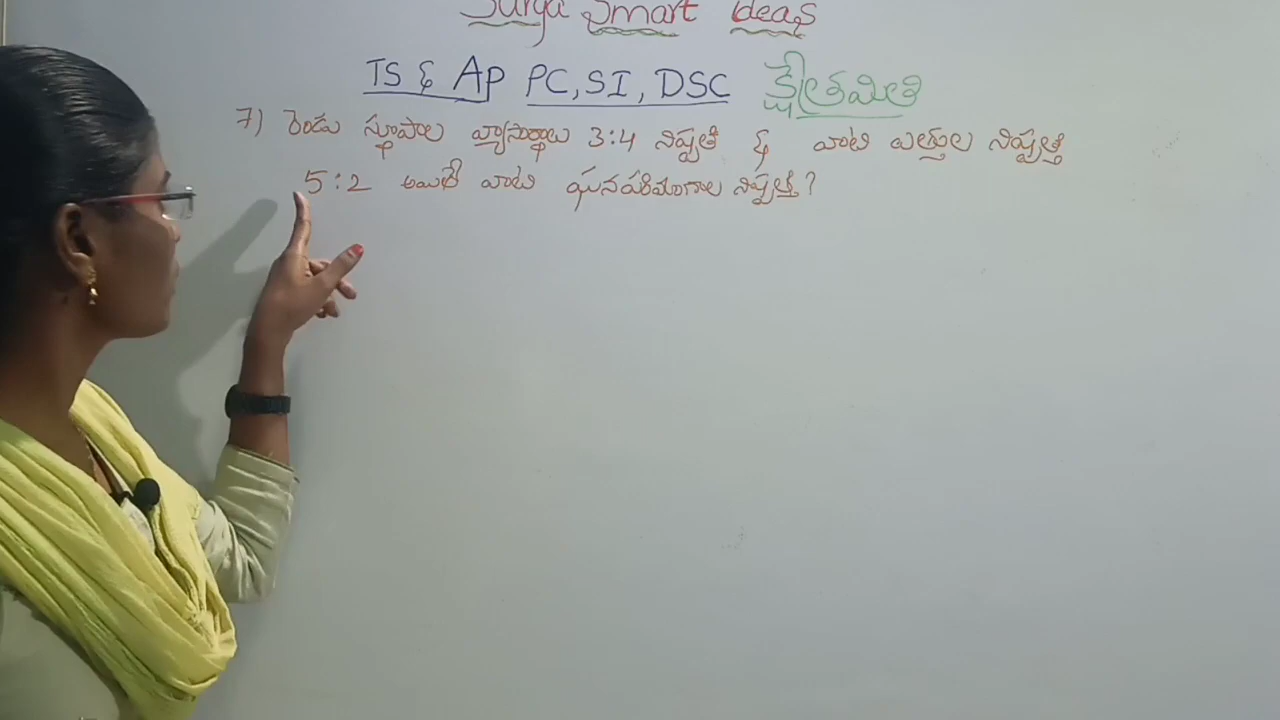 Surya Smart Ideas
TS & AP PC, SI, DSC క్షేత్రమితి
7) రెండు స్థూపాల వ్యాసార్థాలు 3:4 నిష్పత్తి & వాటి ఎత్తుల నిష్పత్తి
5:2 అయితే వాటి ఘనపరిమాణాల నిష్పత్తి?